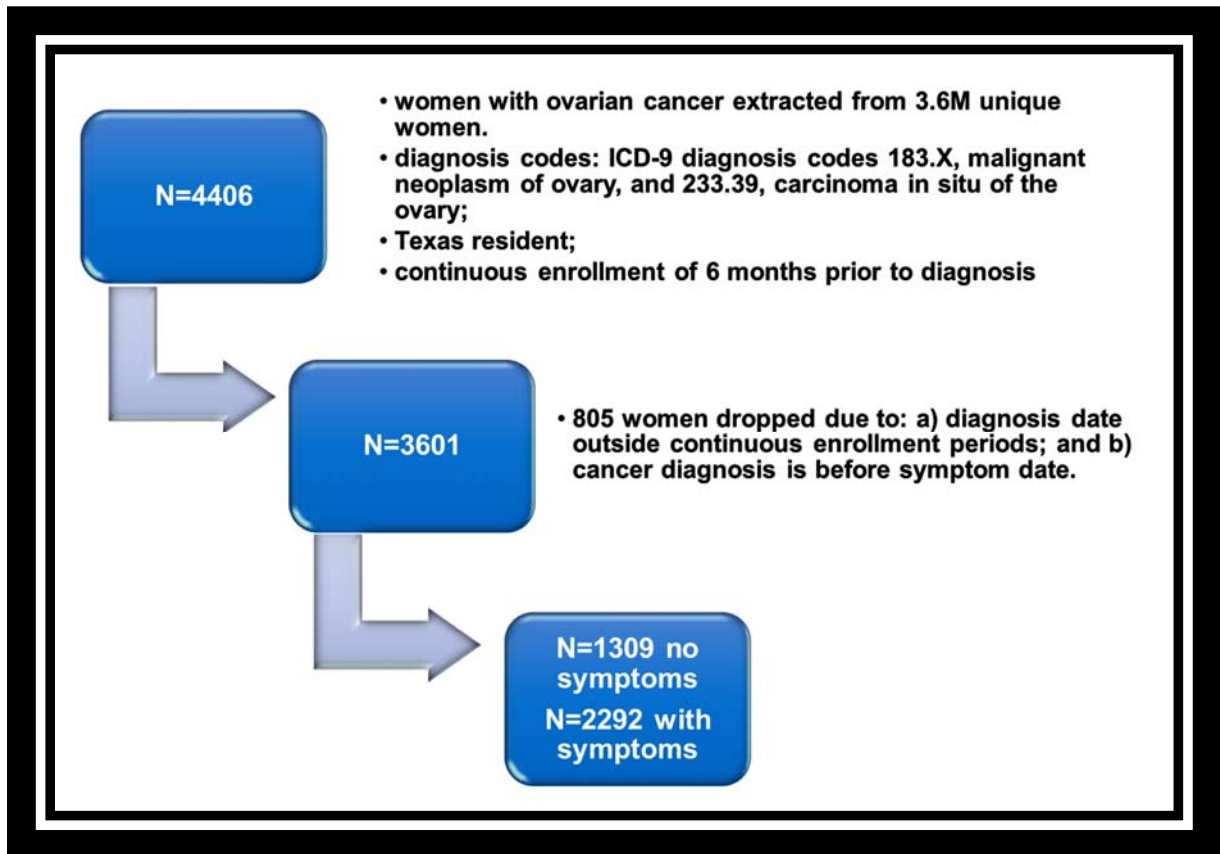 N=4406
• women with ovarian cancer extracted from 3.6M unique
women.
• diagnosis codes: ICD-9 diagnosis codes 183.X, malignant
neoplasm of ovary, and 233.39, carcinoma in situ of the
ovary;
• Texas resident;
• continuous enrollment of 6 months prior to diagnosis
N=3601
• 805 women dropped due to: a) diagnosis date
outside continuous enrollment periods; and b)
cancer diagnosis is before symptom date.
N=1309 no
symptoms
N=2292 with
symptoms